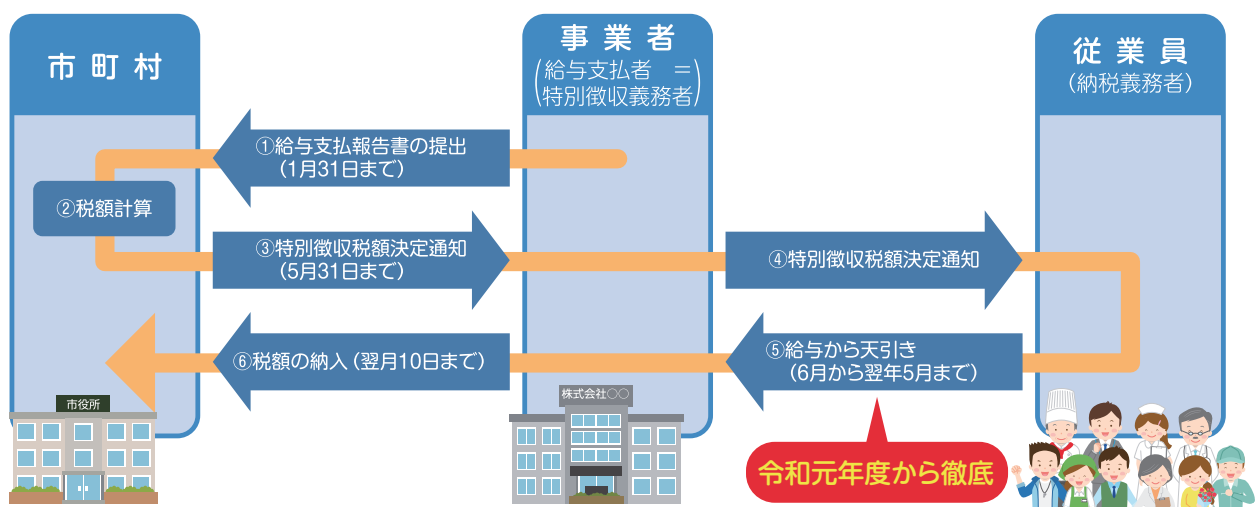 市町村
事業者
(給与支払者　＝
特別徴収義務者)
従業員
(納税義務者)
①給与支払報告書の提出
(1月31日まで)
②税額計算
③特別徴収税額決定通知
(5月31日まで)
④特別徴収税額決定通知
⑤給与から天引き
(6月から翌年5月まで)
⑥税額の納入(翌月10日まで)
令和元年度から徹底
市役所
株式会社○○